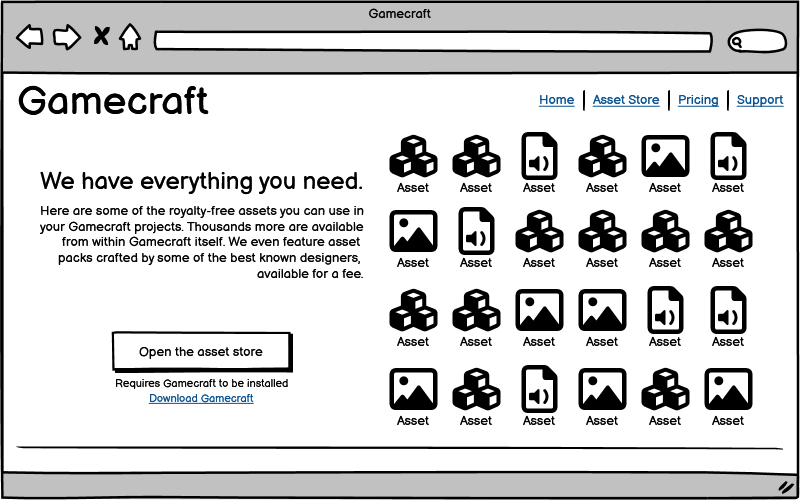 Gamecraft
Gamecraft
Home
Asset Store
Pricing
Support
We have everything you need.
Here are some of the royalty-free assets you can use in
your Gamecraft projects. Thousands more are available
from within Gamecraft itself. We even feature asset
packs crafted by some of the best known designers,
available for a fee.
Open the asset store
Requires Gamecraft to be installed
Download Gamecraft
Asset Asset Asset Asset Asset Asset
Asset Asset Asset Asset Asset Asset
Asset Asset Asset Asset Asset Asset
Asset Asset Asset Asset Asset Asset